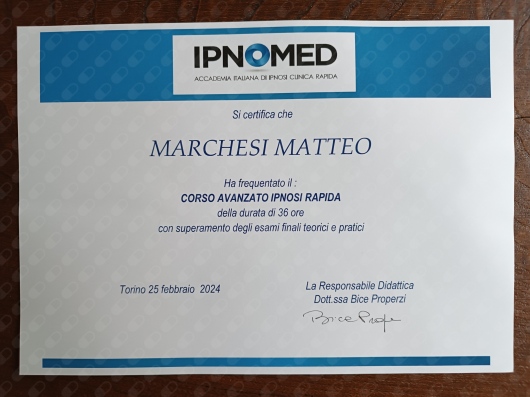 IPNOMED
ACCADEMIA ITALIANA DI IPNOSI CLINICA RAPIDA
Si certifica che
MARCHESI MATTEO
Ha frequentato il :
CORSO AVANZATO IPNOSI RAPIDA
della durata di 36 ore
con superamento degli esami finali teorici e pratici
Torino 25 febbraio 2024
La Responsabile Didattica
Dott.ssa Bice Properzi
Bice Prope